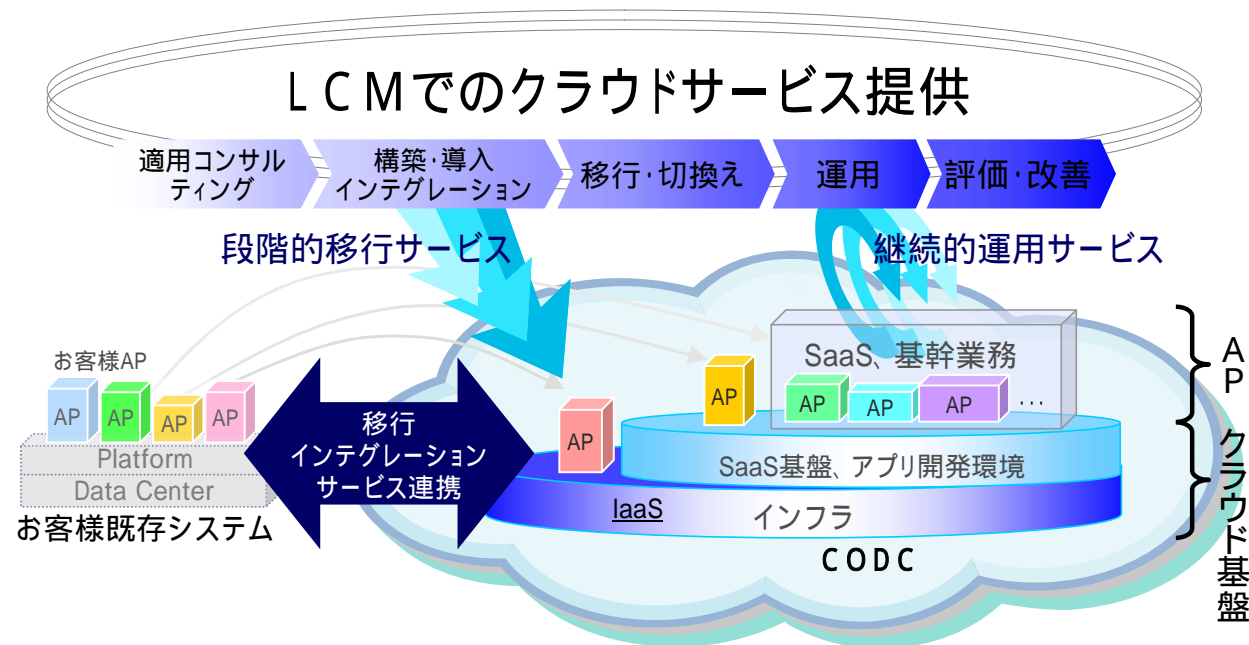 LCMでのクラウドサービス提供
適用コンサル
ティング
構築・導入
インテグレーション
移行・切換え
運用
評価・改善
段階的移行サービス
継続的運用サービス
お客様AP
AP
AP
AP
AP
Platform
Data Center
お客様既存システム
移行
インテグレーション
サービス連携
AP
AP
SaaS、基幹業務
AP
AP
AP
...
SaaS基盤、アプリ開発環境
IaaS
インフラ
CODC
AP
クラウド基盤